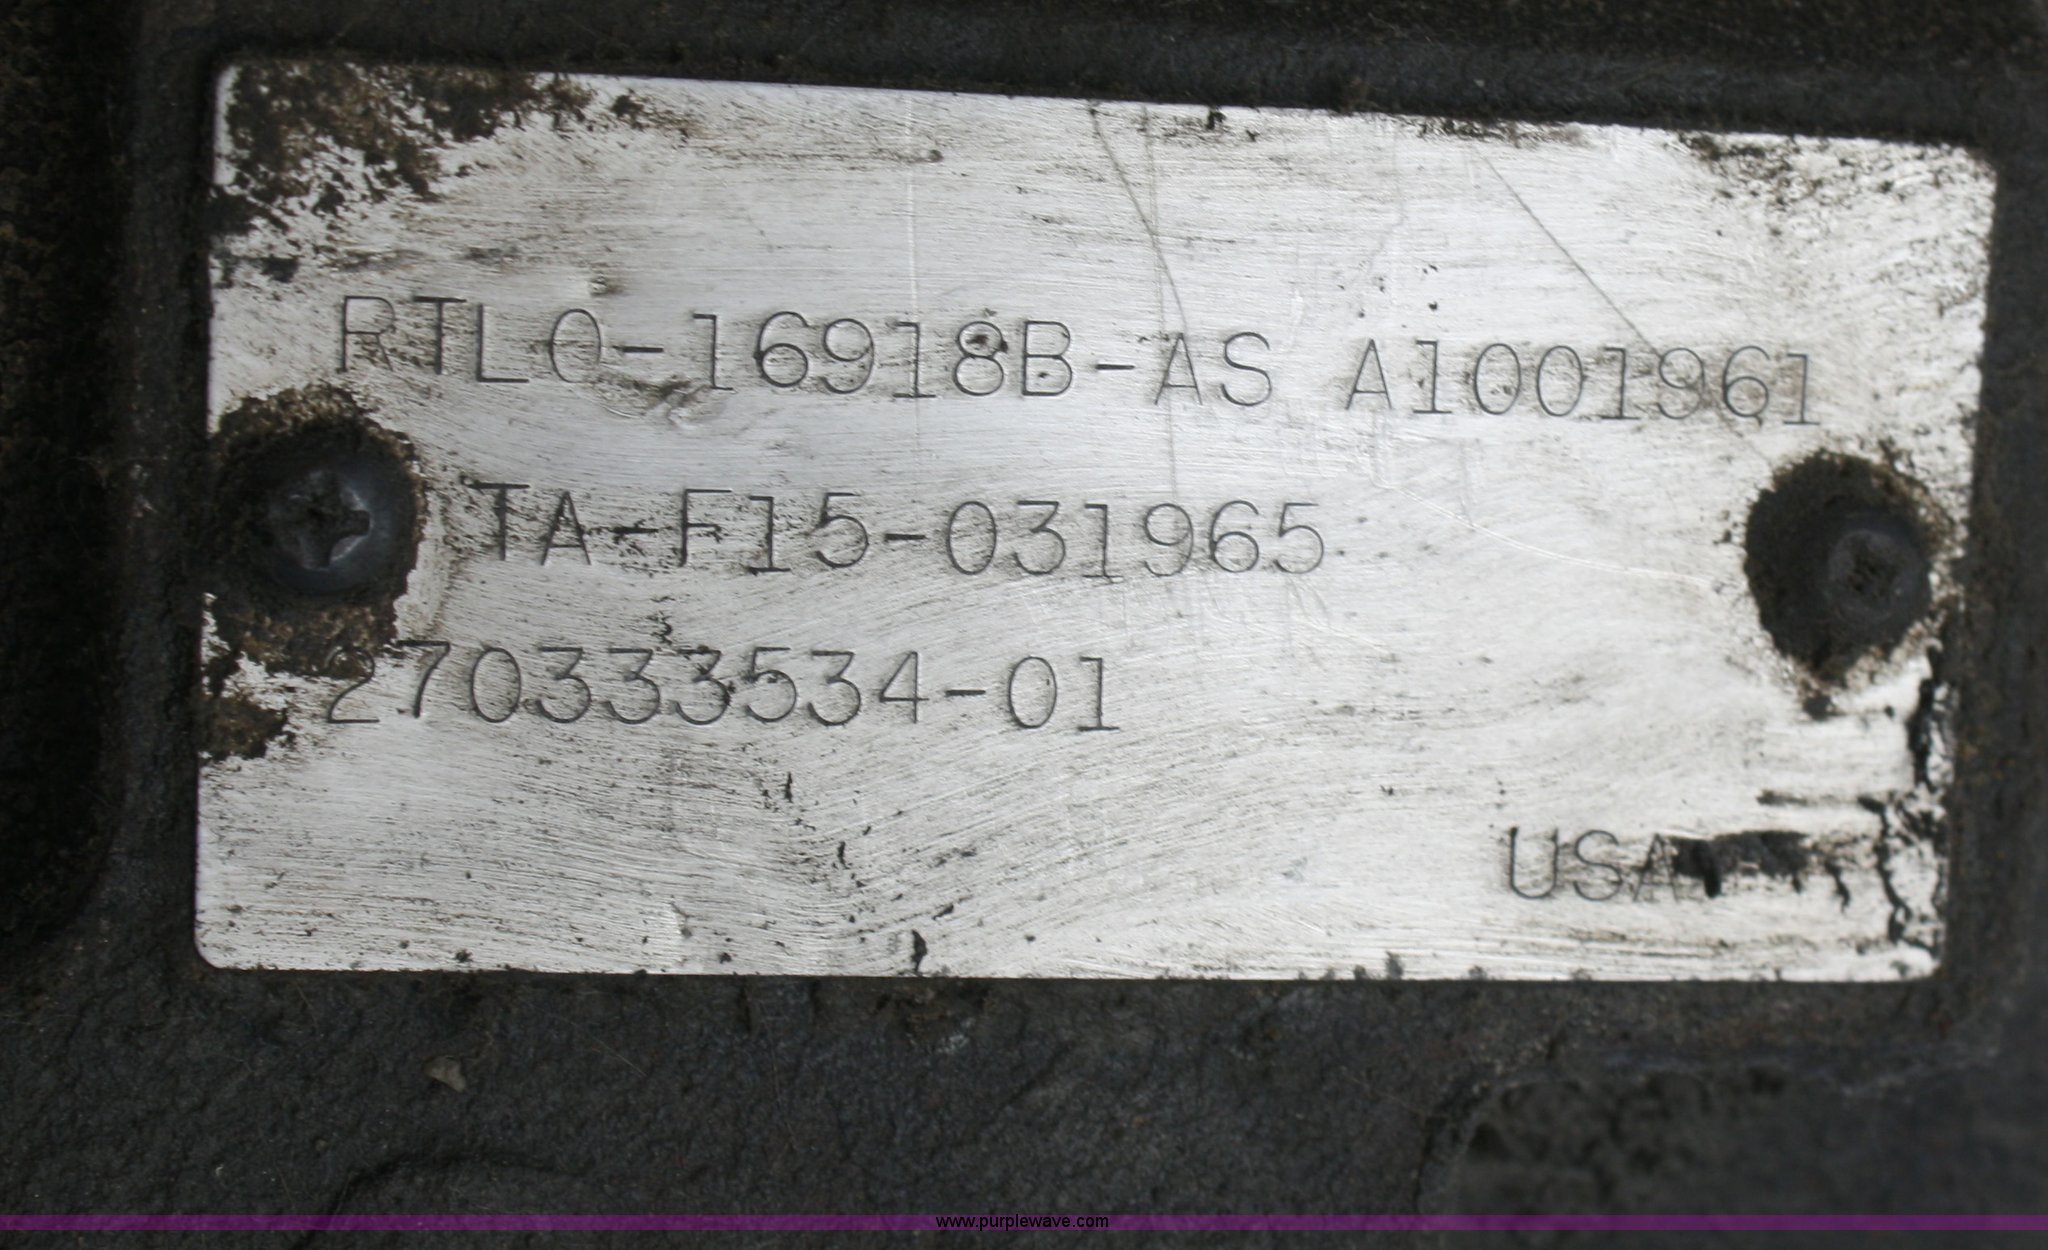 RTLO-16918B-AS A1001961
TA-F15-031965
270333534-01
USA
www.purplewave.com